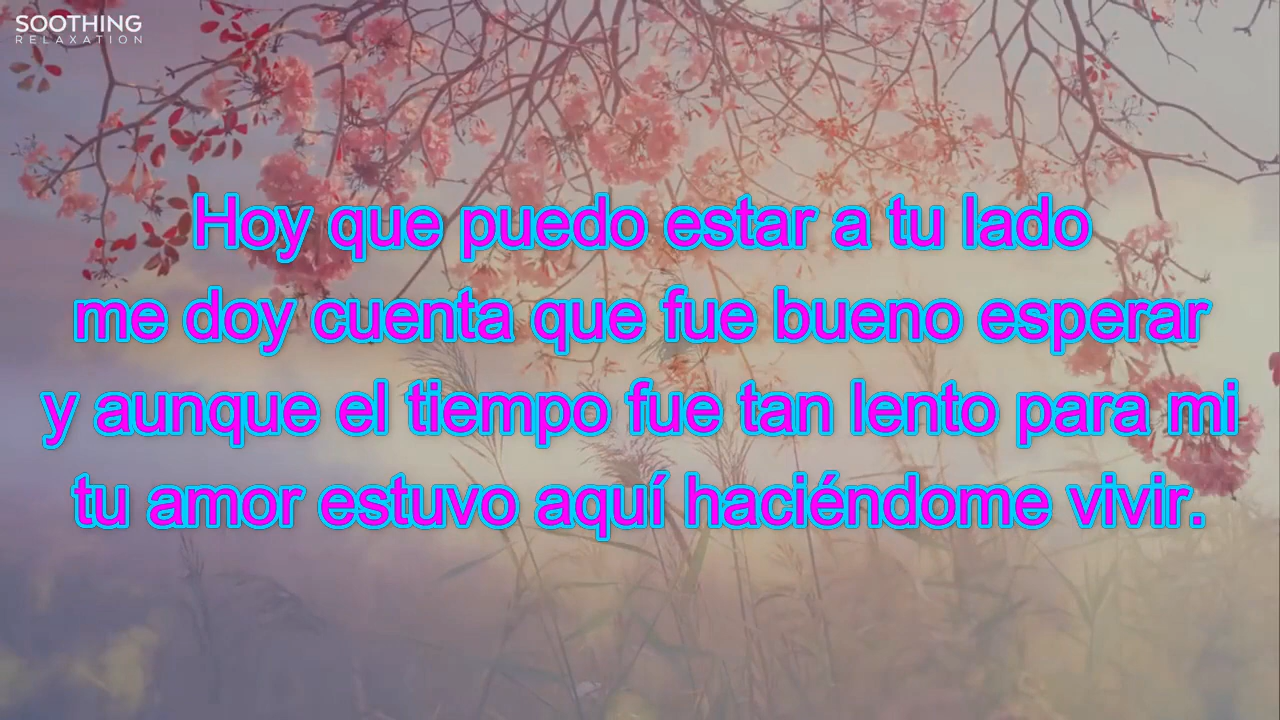 SOOTHING
RELAXATION
Hoy que puedo estar a tu lado
me doy cuenta que fue bueno esperar
y aunque el tiempo fue tan lento para mi
tu amor estuvo aquí haciéndome vivir.